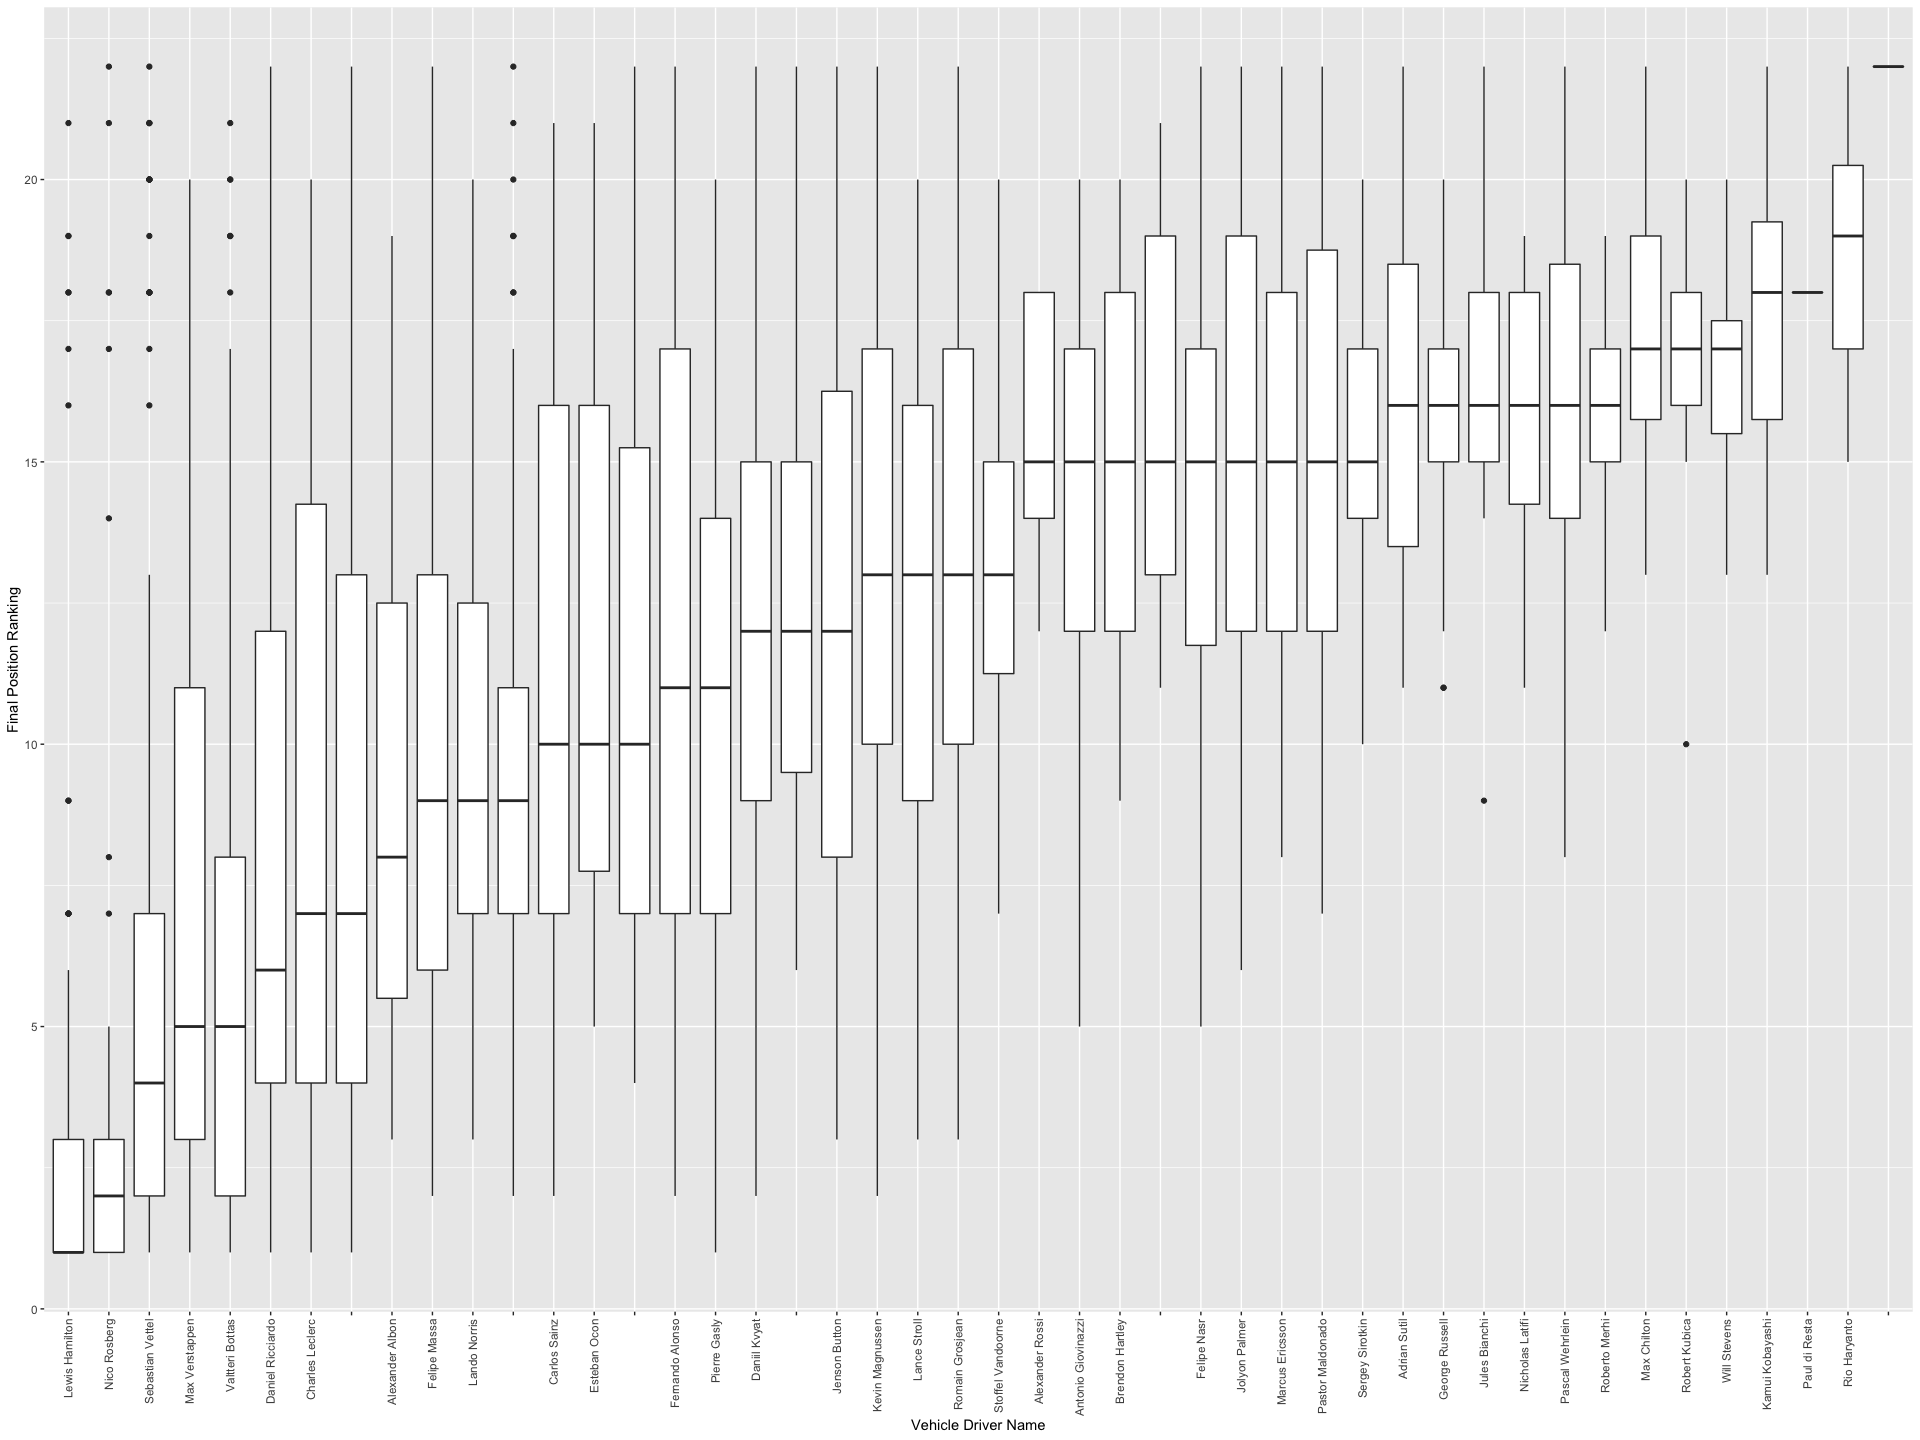 Final Position Ranking
20
15
10
5
0
Lewis Hamilton
Nico Rosberg
Sebastian Vettel
Max Verstappen
Valtteri Bottas
Daniel Ricciardo
Charles Leclerc
Alexander Albon
Felipe Massa
Lando Norris
Carlos Sainz
Esteban Ocon
Fernando Alonso
Pierre Gasly
Daniil Kvyat
Jenson Button
Kevin Magnussen
Lance Stroll
Romain Grosjean
Stoffel Vandoorne
Alexander Rossi
Antonio Giovinazzi
Brendon Hartley
Felipe Nasr
Jolyon Palmer
Marcus Ericsson
Pastor Maldonado
Sergey Sirotkin
Adrian Sutil
George Russell
Jules Bianchi
Nicholas Latifi
Pascal Wehrlein
Roberto Merhi
Max Chilton
Robert Kubica
Will Stevens
Kamui Kobayashi
Paul di Resta
Rio Haryanto
Vehicle Driver Name